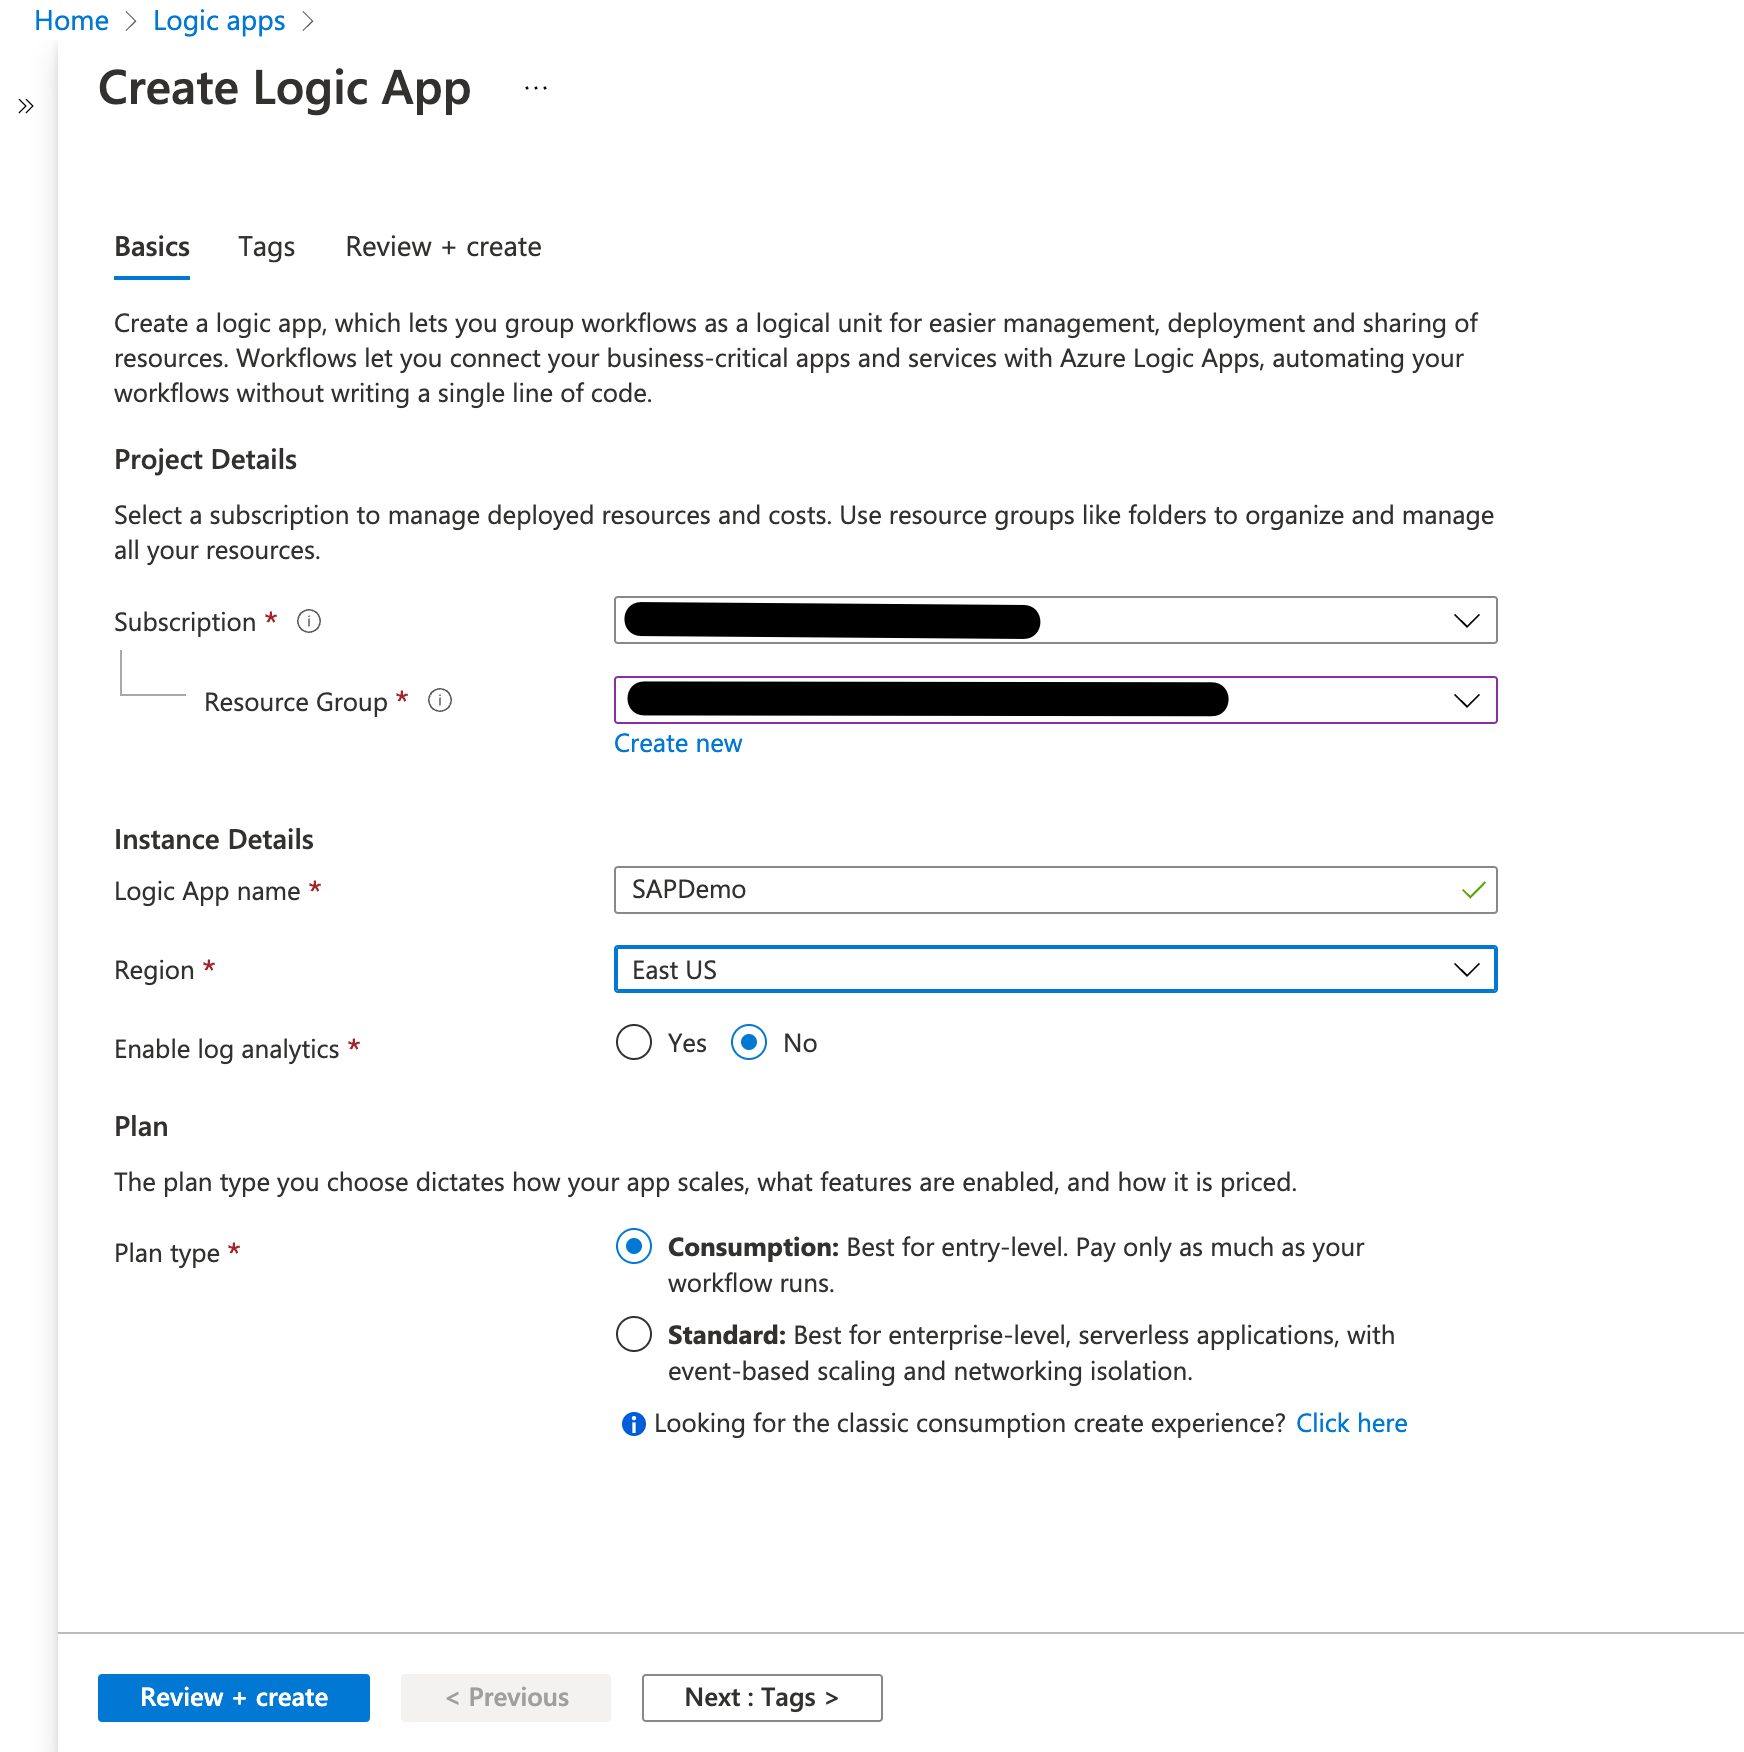 Home > Logic apps >
Create Logic App ...
Basics Tags Review + create
Create a logic app, which lets you group workflows as a logical unit for easier management, deployment and sharing of
resources. Workflows let you connect your business-critical apps and services with Azure Logic Apps, automating your
workflows without writing a single line of code.
Project Details
Select a subscription to manage deployed resources and costs. Use resource groups like folders to organize and manage
all your resources.
Subscription *
Resource Group *
Create new
Instance Details
Logic App name * SAPDemo
Region * East US
Enable log analytics * Yes No
Plan
The plan type you choose dictates how your app scales, what features are enabled, and how it is priced.
Plan type * Consumption: Best for entry-level. Pay only as much as your
workflow runs.
Standard: Best for enterprise-level, serverless applications, with
event-based scaling and networking isolation.
Looking for the classic consumption create experience? Click here
Review + create < Previous Next : Tags >